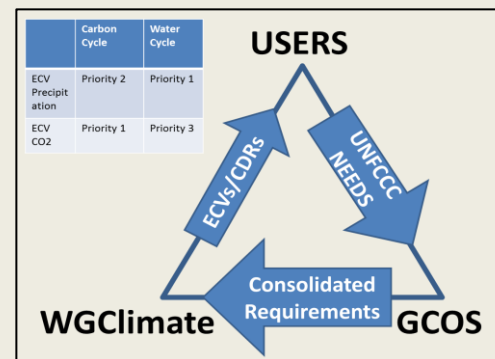 Carbon Cycle
Water Cycle
ECV Precipit ation
Priority 2
Priority 1
ECV CO2
Priority 1
Priority 3
USERS
ECVs/CDRs
UNFCCC
NEEDS
Consolidated
Requirements
WGClimate
GCOS